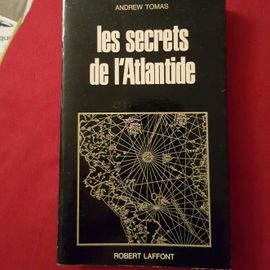 ANDREW TOMAS
les secrets
de l'Atlantide
ROBERT LAFFONT